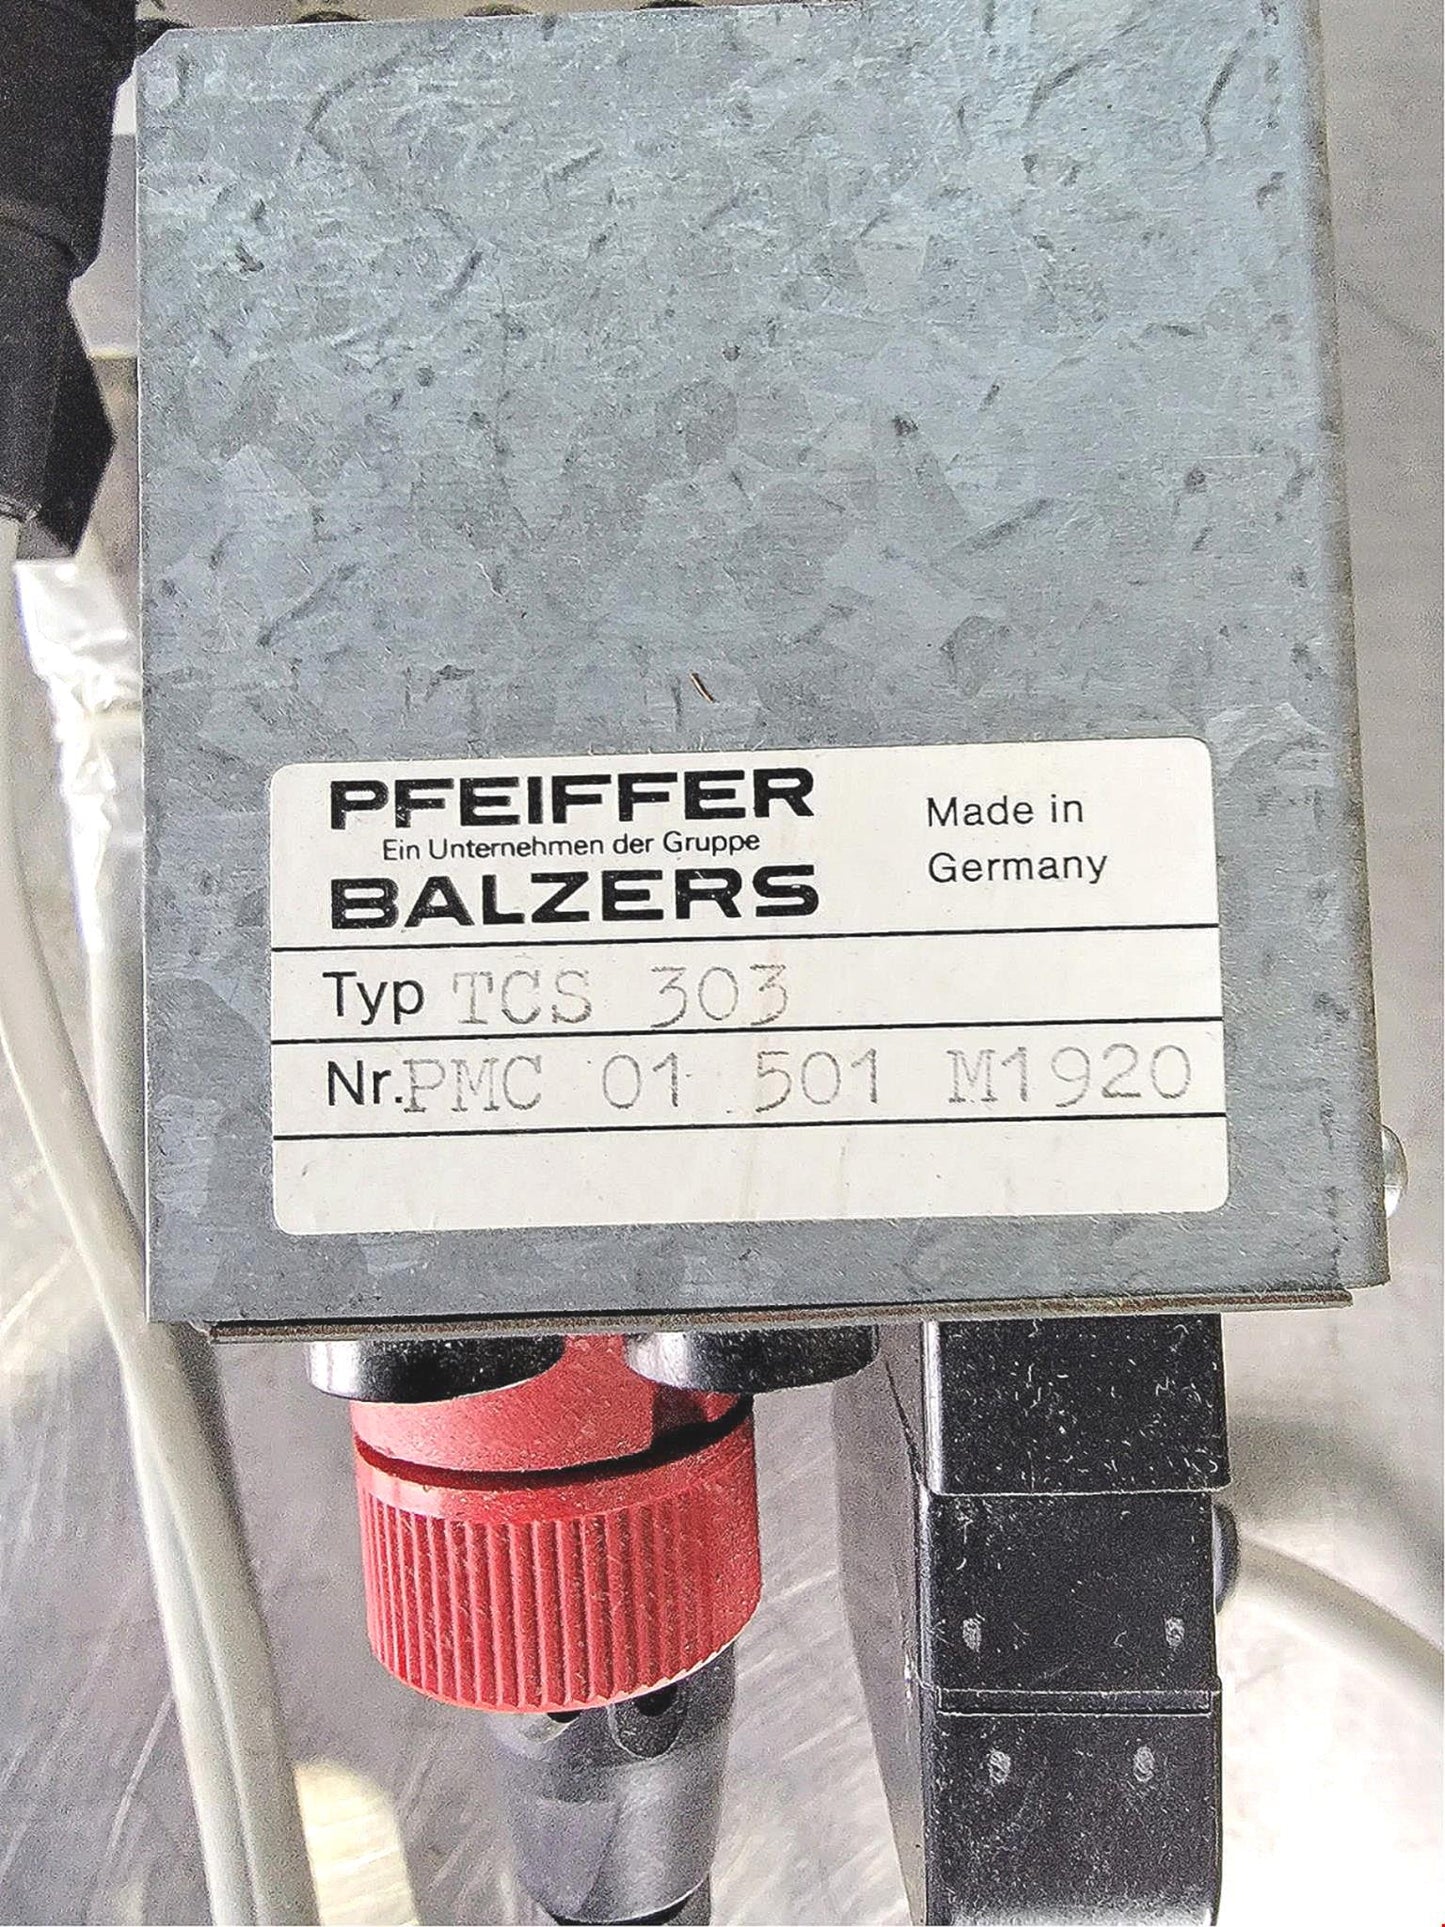 PFEIFFER
Ein Unternehmen der Gruppe
BALZERS
Made in
Germany
Typ TCS 303
Nr. PMC 01 501 M1920